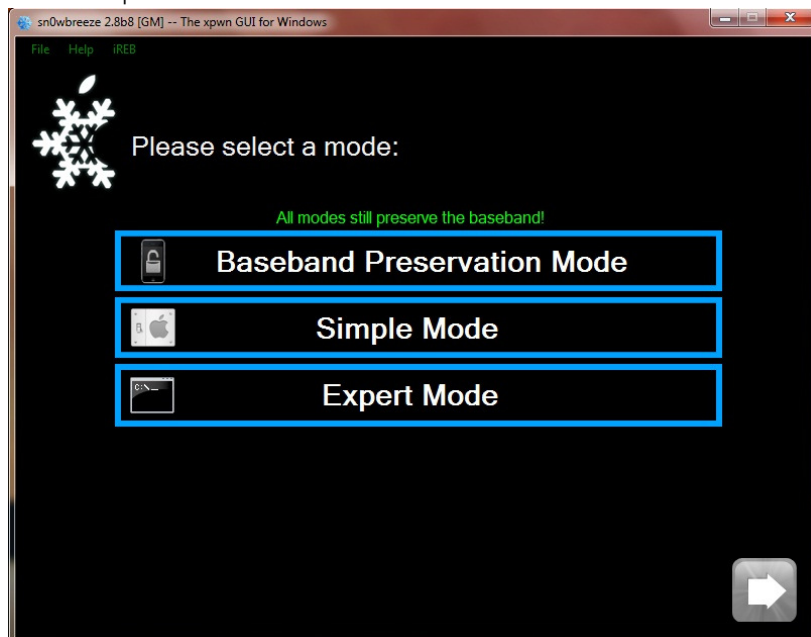 sn0wbreeze 2.8b8 [GM] -- The xpwn GUI for Windows
File Help iREB
Please select a mode:
All modes still preserve the baseband!
Baseband Preservation Mode
Simple Mode
C:\_
Expert Mode